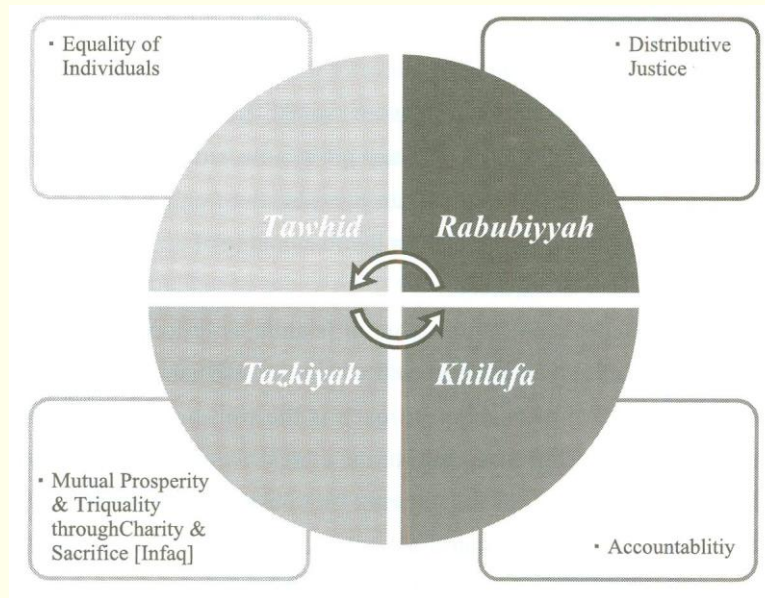 ▪ Equality of
Individuals
▪ Distributive
Justice
Tawhid
Rabubiyyah
Tazkiyah
Khilafa
▪ Mutual Prosperity
& Triquality
throughCharity &
Sacrifice [Infaq]
▪ Accountablitiy